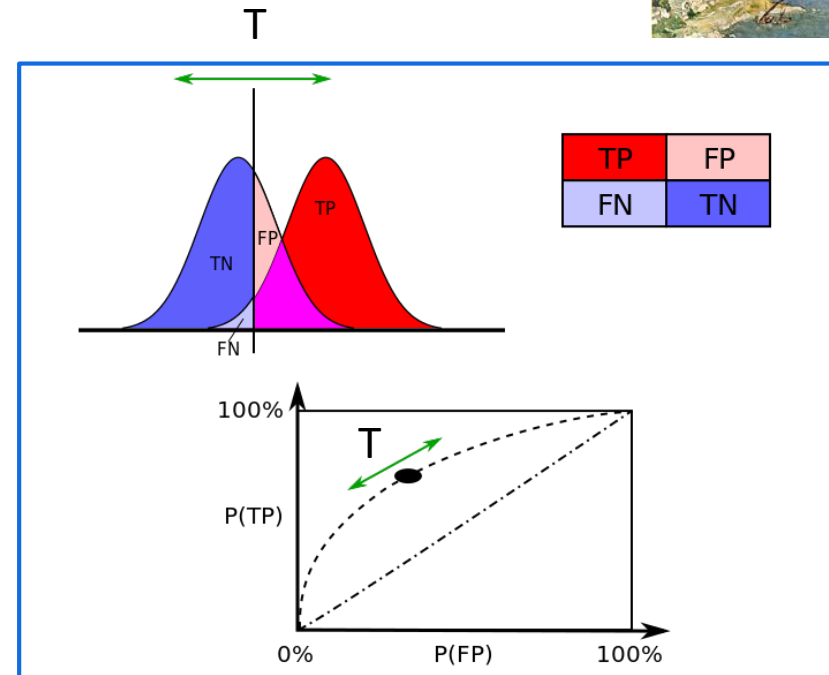 T
TP FP
FN TN
TP
FP
TN
FN
100%
T
P(TP)
0% P(FP) 100%